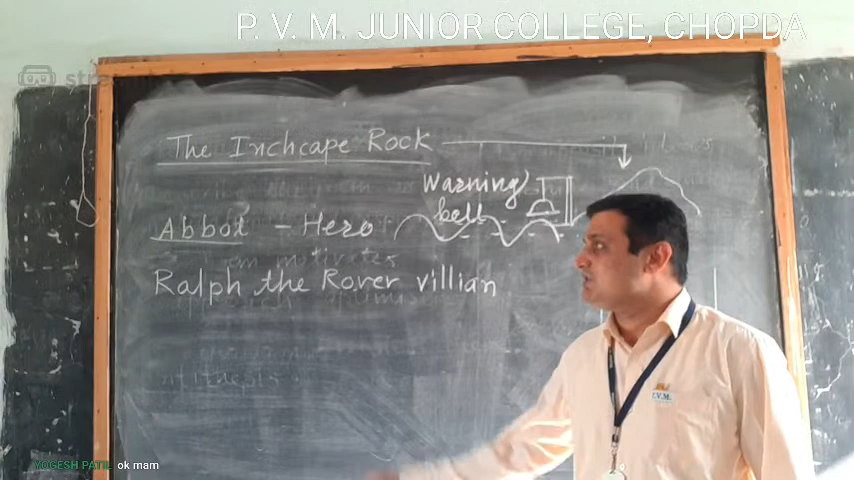 P. V. M. JUNIOR COLLEGE, CHOPDA
The Inchcape Rock
Warning
bell
Abbot - Hero
Ralph the Rover villian
P.V.M.
YOGESH PATIL ok mam